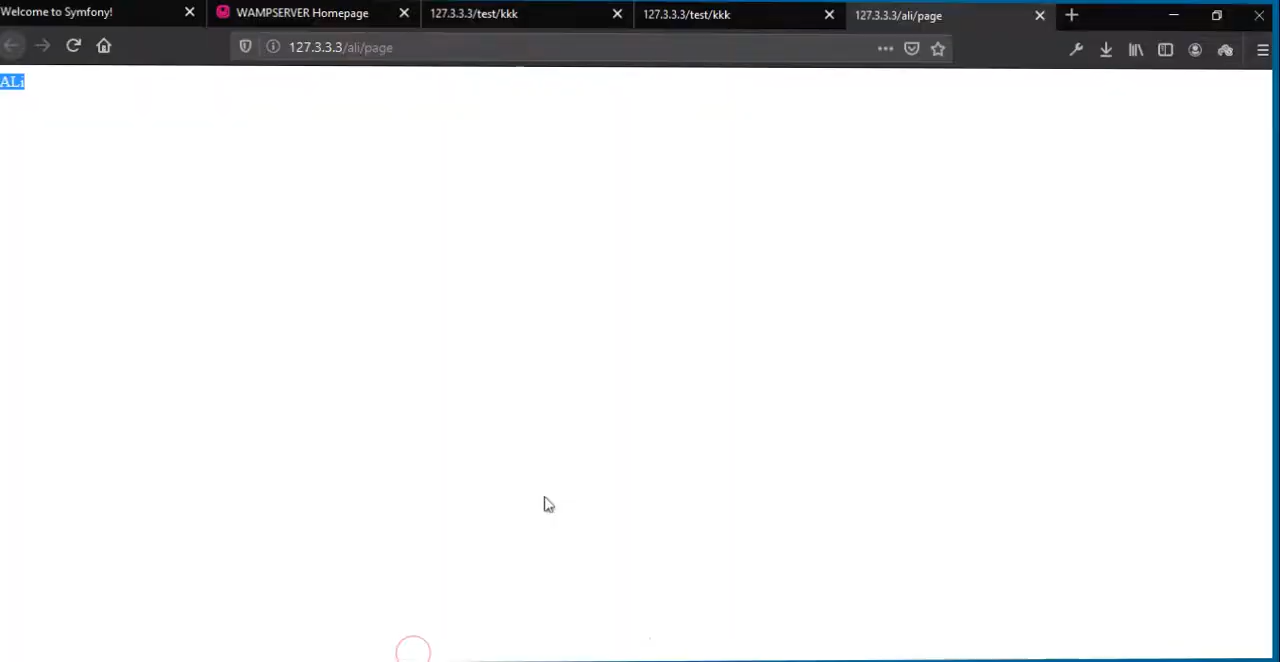 Welcome to Symfony!
WAMPSERVER Homepage
127.3.3.3/test/kkk
127.3.3.3/test/kkk
127.3.3.3/ali/page
127.3.3.3/ali/page
ALi